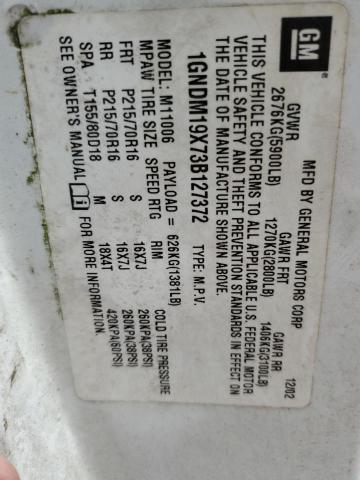 GM
MFD BY GENERAL MOTORS CORP
12/02
GVWR GAWR FRT GAWR RR
2676KG(5900LB) 1270KG(2800LB) 1406KG(3100LB)
THIS VEHICLE CONFORMS TO ALL APPLICABLE U.S. FEDERAL MOTOR
VEHICLE SAFETY AND THEFT PREVENTION STANDARDS IN EFFECT ON
THE DATE OF MANUFACTURE SHOWN ABOVE.
1GNDM19X73B127372 TYPE: M.P.V.
M11006 PAYLOAD = 626KG(1381LB)
MPAW TIRE SIZE SPEED RTG RIM COLD TIRE PRESSURE
FRT P215/70R16 S 16X7J 260KPA(38PSI)
RR P215/70R16 S 16X7J 260KPA(38PSI)
SPA T155/80D18 M 18X4T 420KPA(60PSI)
SEE OWNER'S MANUAL FOR MORE INFORMATION.